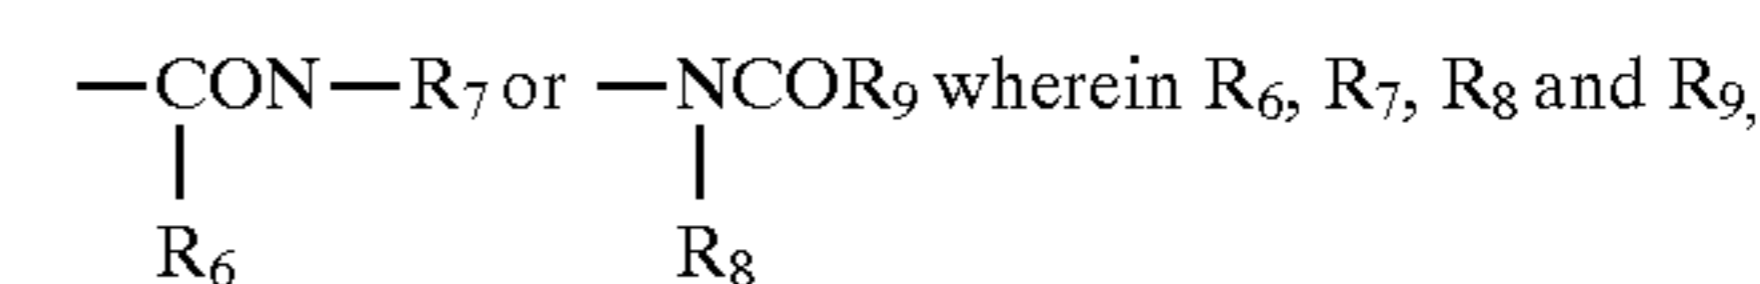 —CON—R₇ or —NCOR₉ wherein R₆, R₇, R₈ and R₉,
R₆ R₈